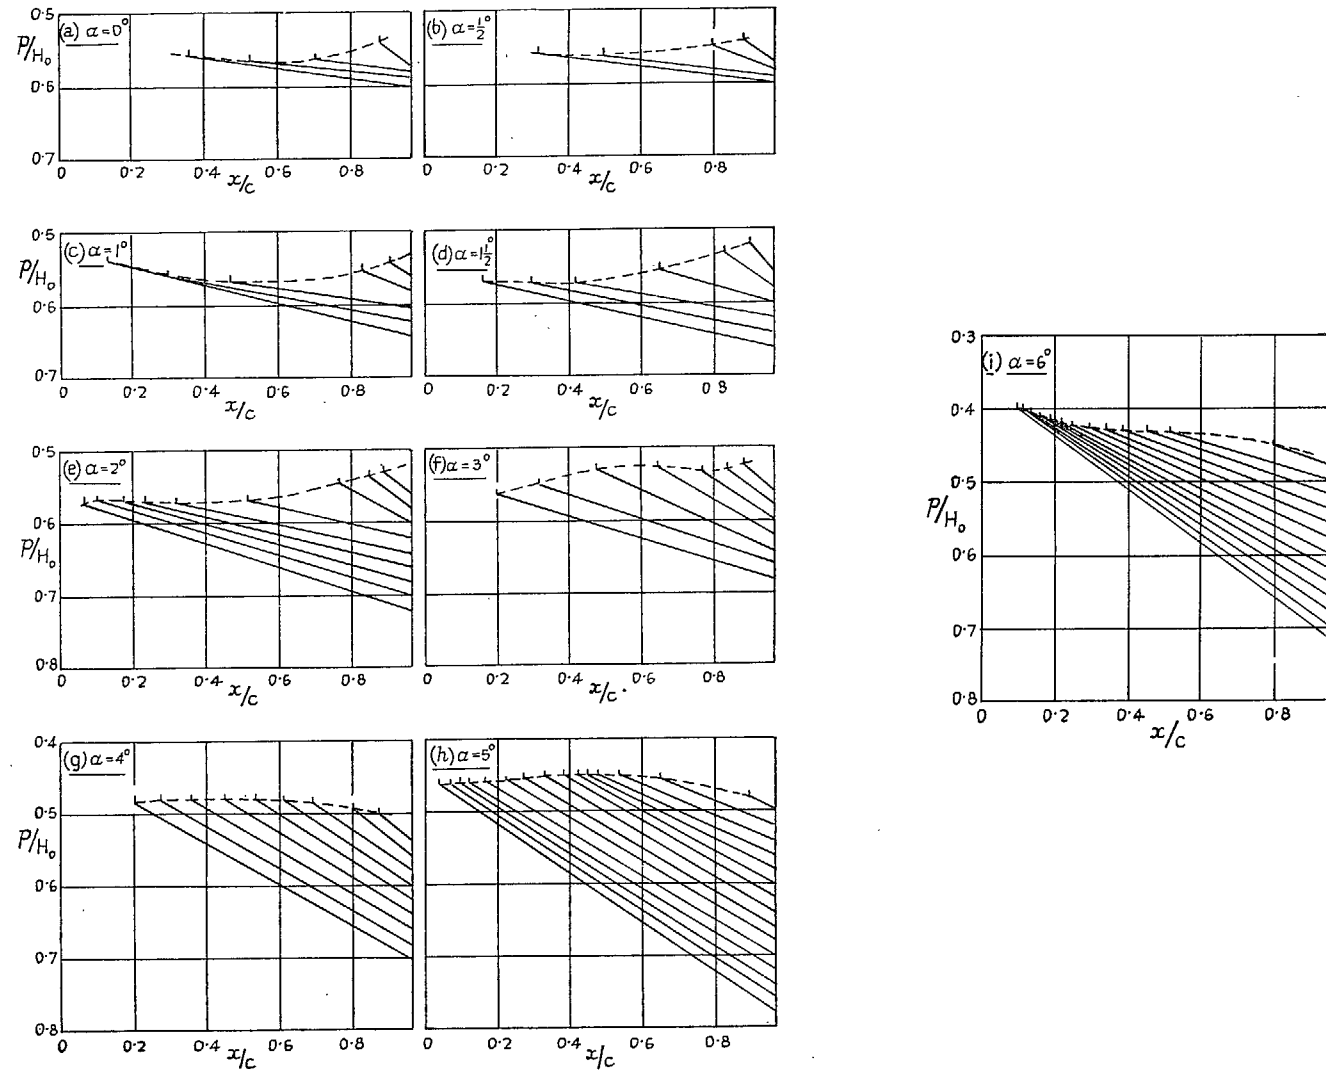 (a) α=0°
0·5
P/H₀
0·6
0·7
0 0·2 0·4 0·6 0·8
x/c
(b) α=½°
0 0·2 0·4 0·6 0·8
x/c
(c) α=1°
0·5
P/H₀
0·6
0·7
0 0·2 0·4 0·6 0·8
x/c
(d) α=1½°
0 0·2 0·4 0·6 0·8
x/c
(e) α=2°
0·5
0·6
P/H₀
0·7
0·8
0 0·2 0·4 0·6 0·8
x/c
(f) α=3°
0 0·2 0·4 0·6 0·8
x/c.
(g) α=4°
0·4
0·5
P/H₀
0·6
0·7
0·8
0 0·2 0·4 0·6 0·8
x/c
(h) α=5°
0 0·2 0·4 0·6 0·8
x/c
(i) α=6°
0·3
0·4
0·5
P/H₀
0·6
0·7
0·8
0 0·2 0·4 0·6 0·8
x/c